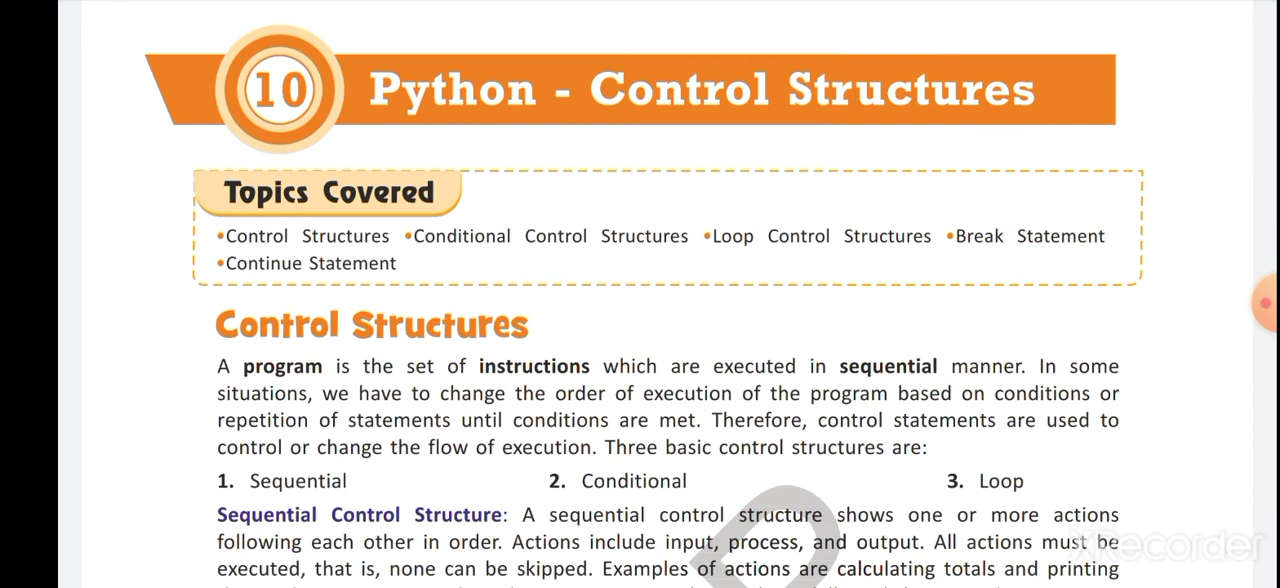 10 Python - Control Structures
Topics Covered
•Control Structures •Conditional Control Structures •Loop Control Structures •Break Statement
•Continue Statement
Control Structures
A program is the set of instructions which are executed in sequential manner. In some
situations, we have to change the order of execution of the program based on conditions or
repetition of statements until conditions are met. Therefore, control statements are used to
control or change the flow of execution. Three basic control structures are:
1. Sequential 2. Conditional 3. Loop
Sequential Control Structure: A sequential control structure shows one or more actions
following each other in order. Actions include input, process, and output. All actions must be
executed, that is, none can be skipped. Examples of actions are calculating totals and printing
XRecorder